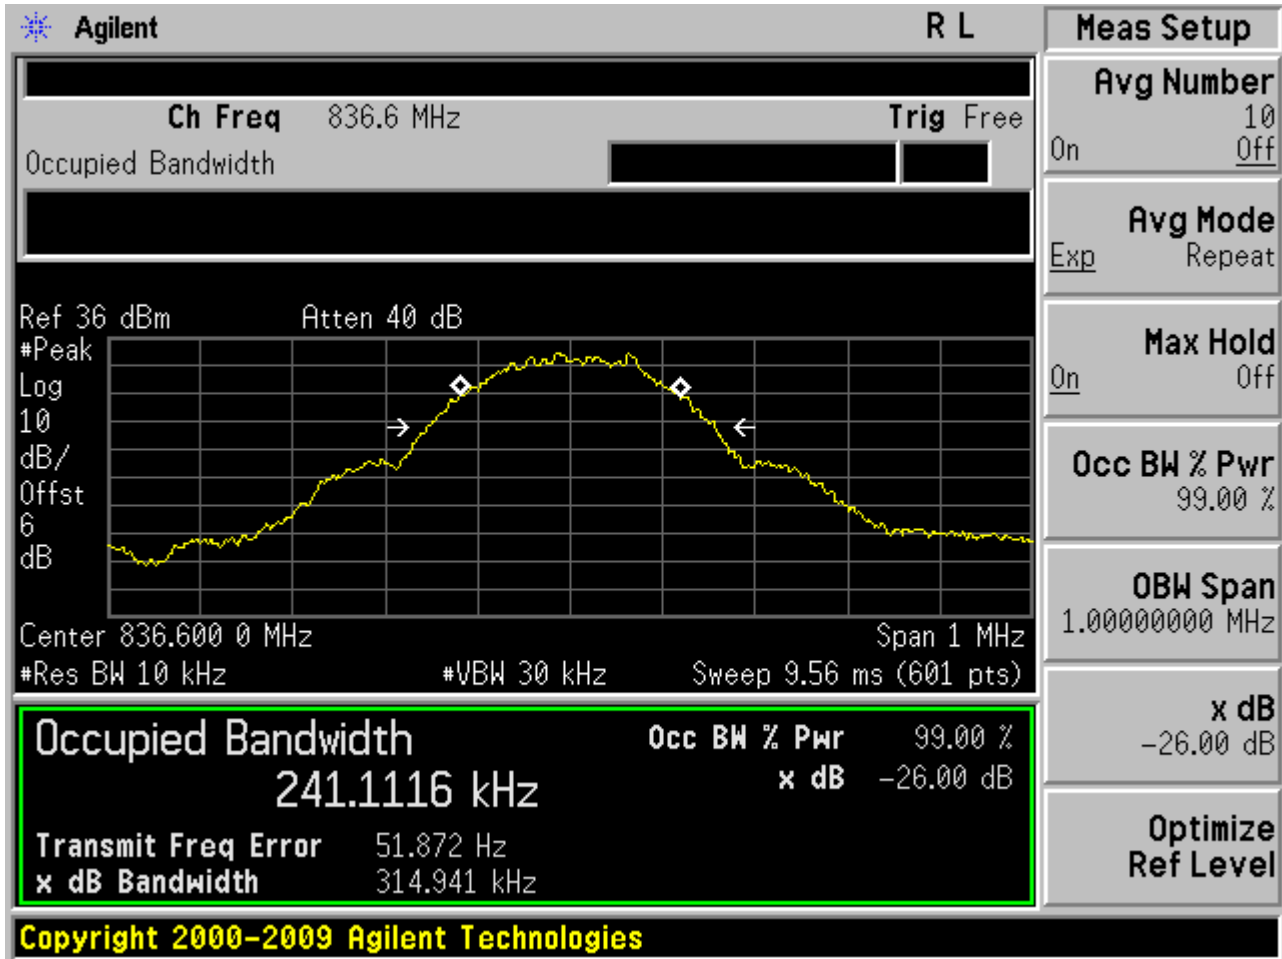 Agilent R L
Ch Freq 836.6 MHz Trig Free
Occupied Bandwidth
Ref 36 dBm Atten 40 dB
#Peak
Log
10
dB/
Offst
6
dB
Center 836.600 0 MHz Span 1 MHz
#Res BW 10 kHz #VBW 30 kHz Sweep 9.56 ms (601 pts)
Occupied Bandwidth Occ BW % Pwr 99.00 %
241.1116 kHz x dB -26.00 dB
Transmit Freq Error 51.872 Hz
x dB Bandwidth 314.941 kHz
Copyright 2000-2009 Agilent Technologies
Meas Setup
Avg Number
10
On Off
Avg Mode
Exp Repeat
Max Hold
On Off
Occ BW % Pwr
99.00 %
OBW Span
1.00000000 MHz
x dB
-26.00 dB
Optimize
Ref Level